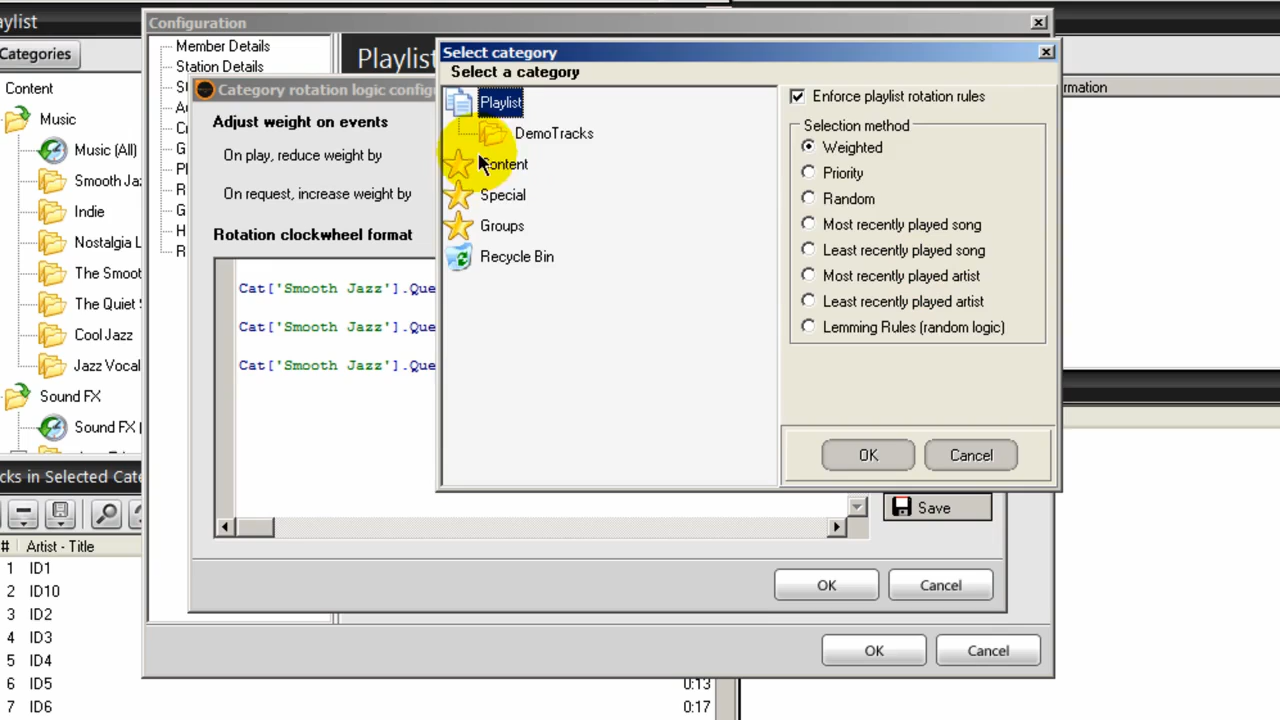 aylist
Categories
Content
Music
Music (All)
Smooth Ja
Indie
Nostalgia L
The Smoot
The Quiet
Cool Jazz
Jazz Vocal
Sound FX
Sound FX
cks in Selected Cate
# Artist - Title
1 ID1
2 ID10
3 ID2
4 ID3
5 ID4
6 ID5 0:13
7 ID6 0:17
Configuration
Member Details
Station Details
Playlist
Category rotation logic config
Adjust weight on events
On play, reduce weight by
On request, increase weight by
Rotation clockwheel format
Cat['Smooth Jazz'].Que
Cat['Smooth Jazz'].Que
Cat['Smooth Jazz'].Que
Save
OK Cancel
OK Cancel
Select category
Select a category
Playlist
DemoTracks
Content
Special
Groups
Recycle Bin
Enforce playlist rotation rules
Selection method
Weighted
Priority
Random
Most recently played song
Least recently played song
Most recently played artist
Least recently played artist
Lemming Rules (random logic)
OK Cancel
rmation